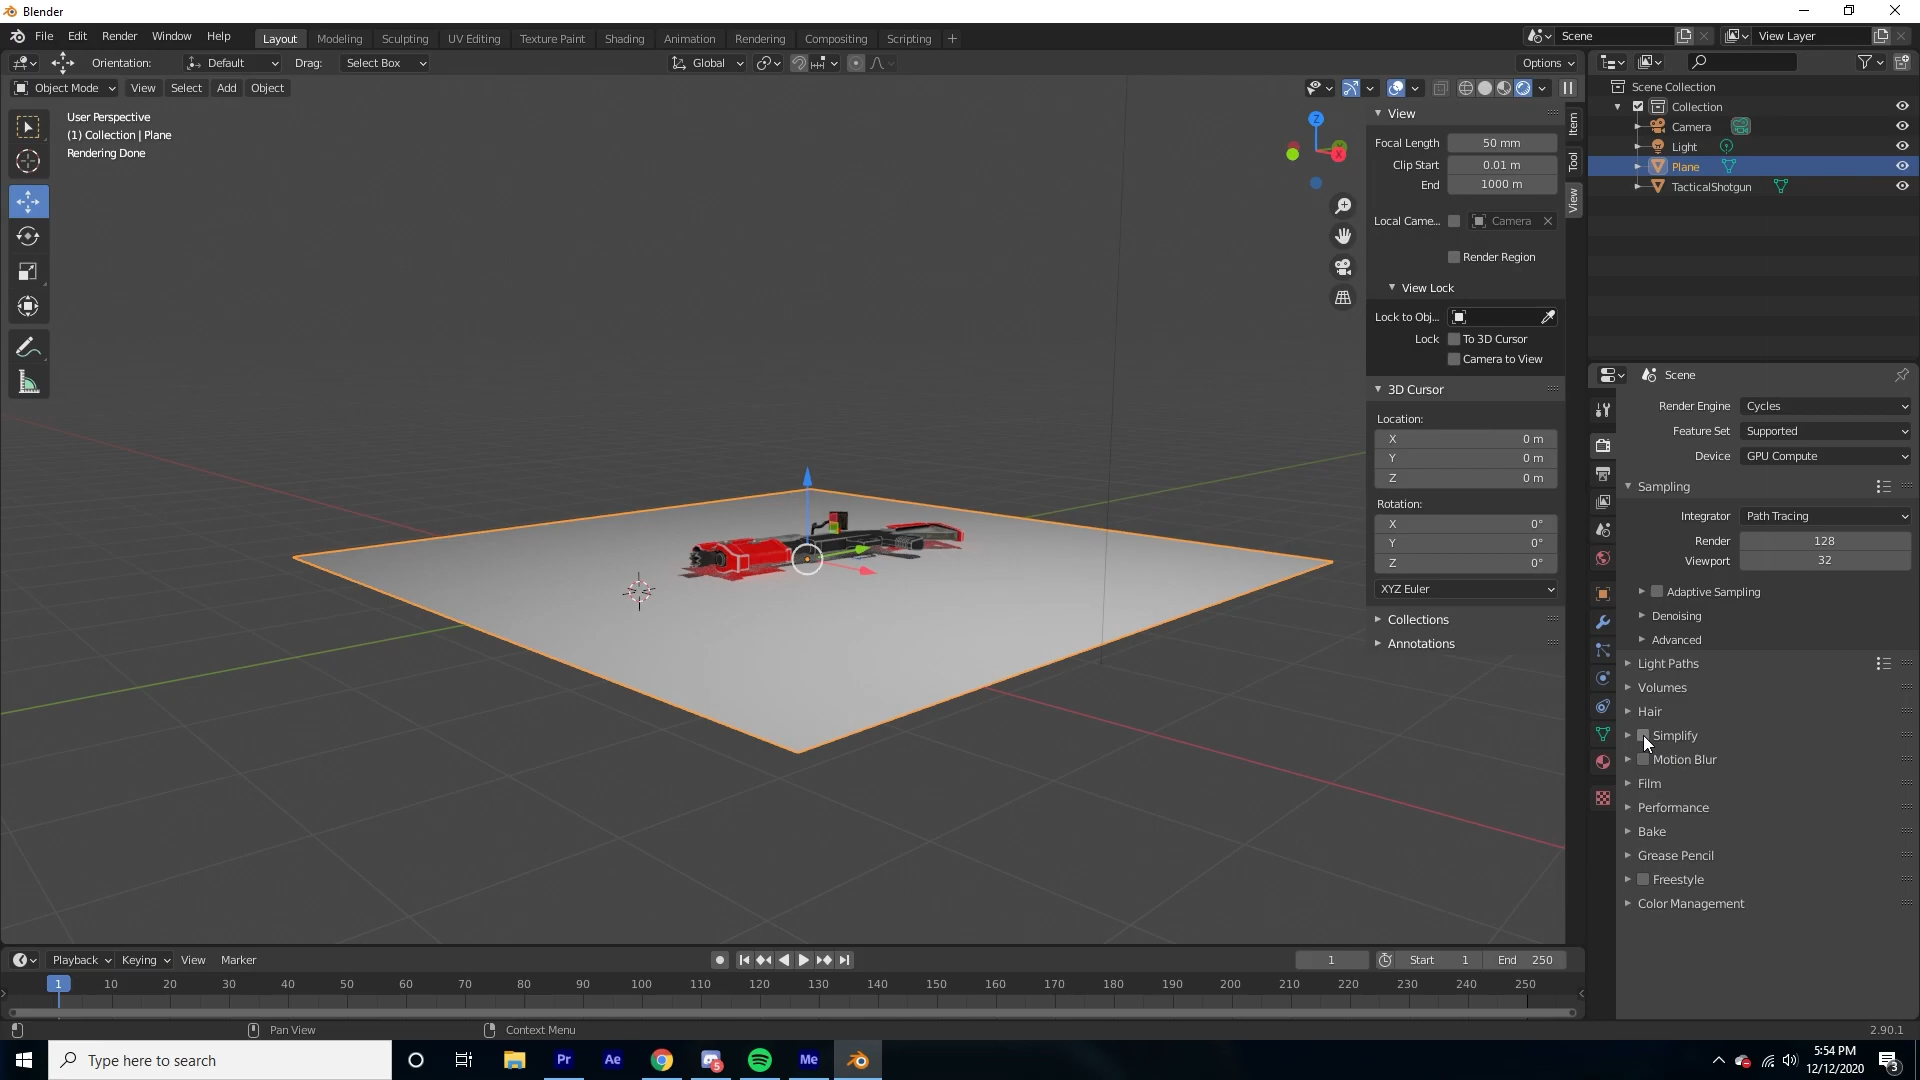 Blender
File Edit Render Window Help Layout Modeling Sculpting UV Editing Texture Paint Shading Animation Rendering Compositing Scripting + Scene View Layer
Orientation: Default Drag: Select Box Global Options
Object Mode View Select Add Object
User Perspective
(1) Collection | Plane
Rendering Done
Z
X
View
Focal Length 50 mm
Clip Start 0.01 m
End 1000 m
Local Came... Camera
Render Region
View Lock
Lock to Obj...
Lock To 3D Cursor
Camera to View
3D Cursor
Location:
X 0 m
Y 0 m
Z 0 m
Rotation:
X 0°
Y 0°
Z 0°
XYZ Euler
Collections
Annotations
Item
Tool
View
Scene Collection
Collection
Camera
Light
Plane
TacticalShotgun
Scene
Render Engine Cycles
Feature Set Supported
Device GPU Compute
Sampling
Integrator Path Tracing
Render 128
Viewport 32
Adaptive Sampling
Denoising
Advanced
Light Paths
Volumes
Hair
Simplify
Motion Blur
Film
Performance
Bake
Grease Pencil
Freestyle
Color Management
Playback Keying View Marker 1 Start 1 End 250
1 10 20 30 40 50 60 70 80 90 100 110 120 130 140 150 160 170 180 190 200 210 220 230 240 250
Pan View Context Menu 2.90.1
Type here to search Pr Ae 5 Me 5:54 PM
12/12/2020 3